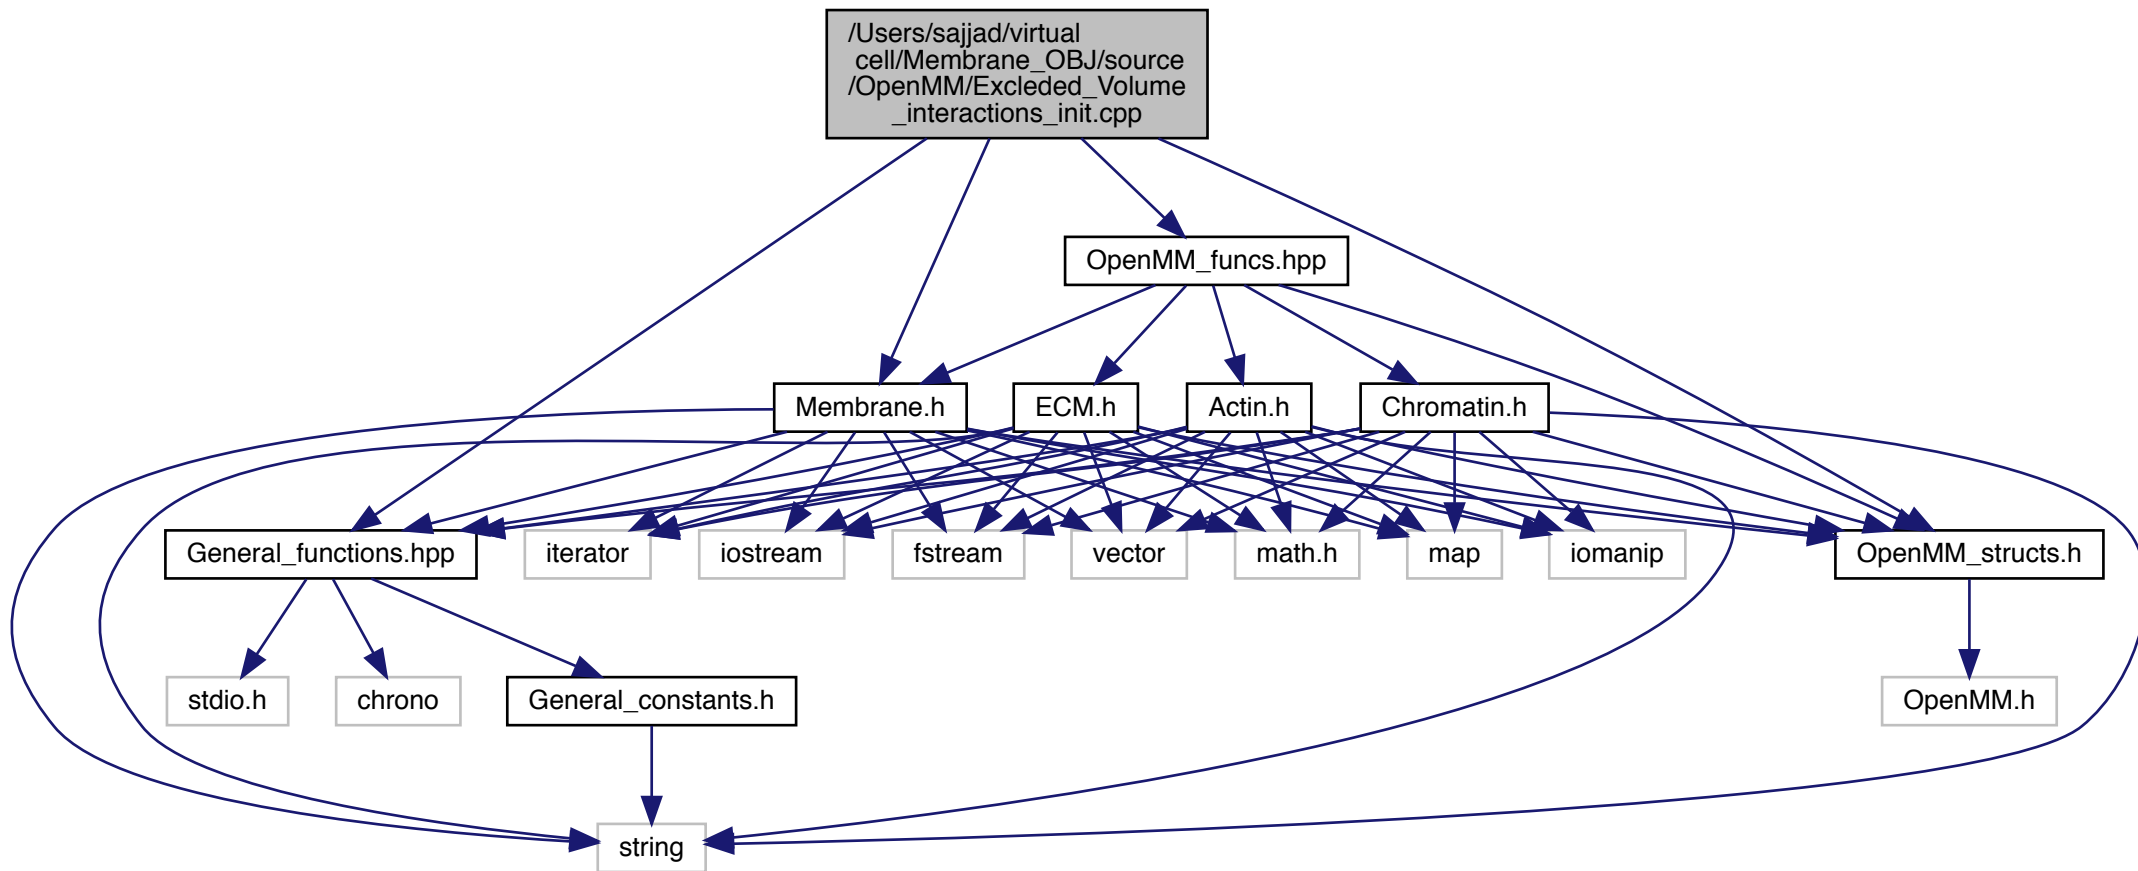 /Users/sajjad/virtual
cell/Membrane_OBJ/source
/OpenMM/Excleded_Volume
_interactions_init.cpp
OpenMM_funcs.hpp
Membrane.h
ECM.h
Actin.h
Chromatin.h
General_functions.hpp
iterator
iostream
fstream
vector
math.h
map
iomanip
OpenMM_structs.h
stdio.h
chrono
General_constants.h
OpenMM.h
string